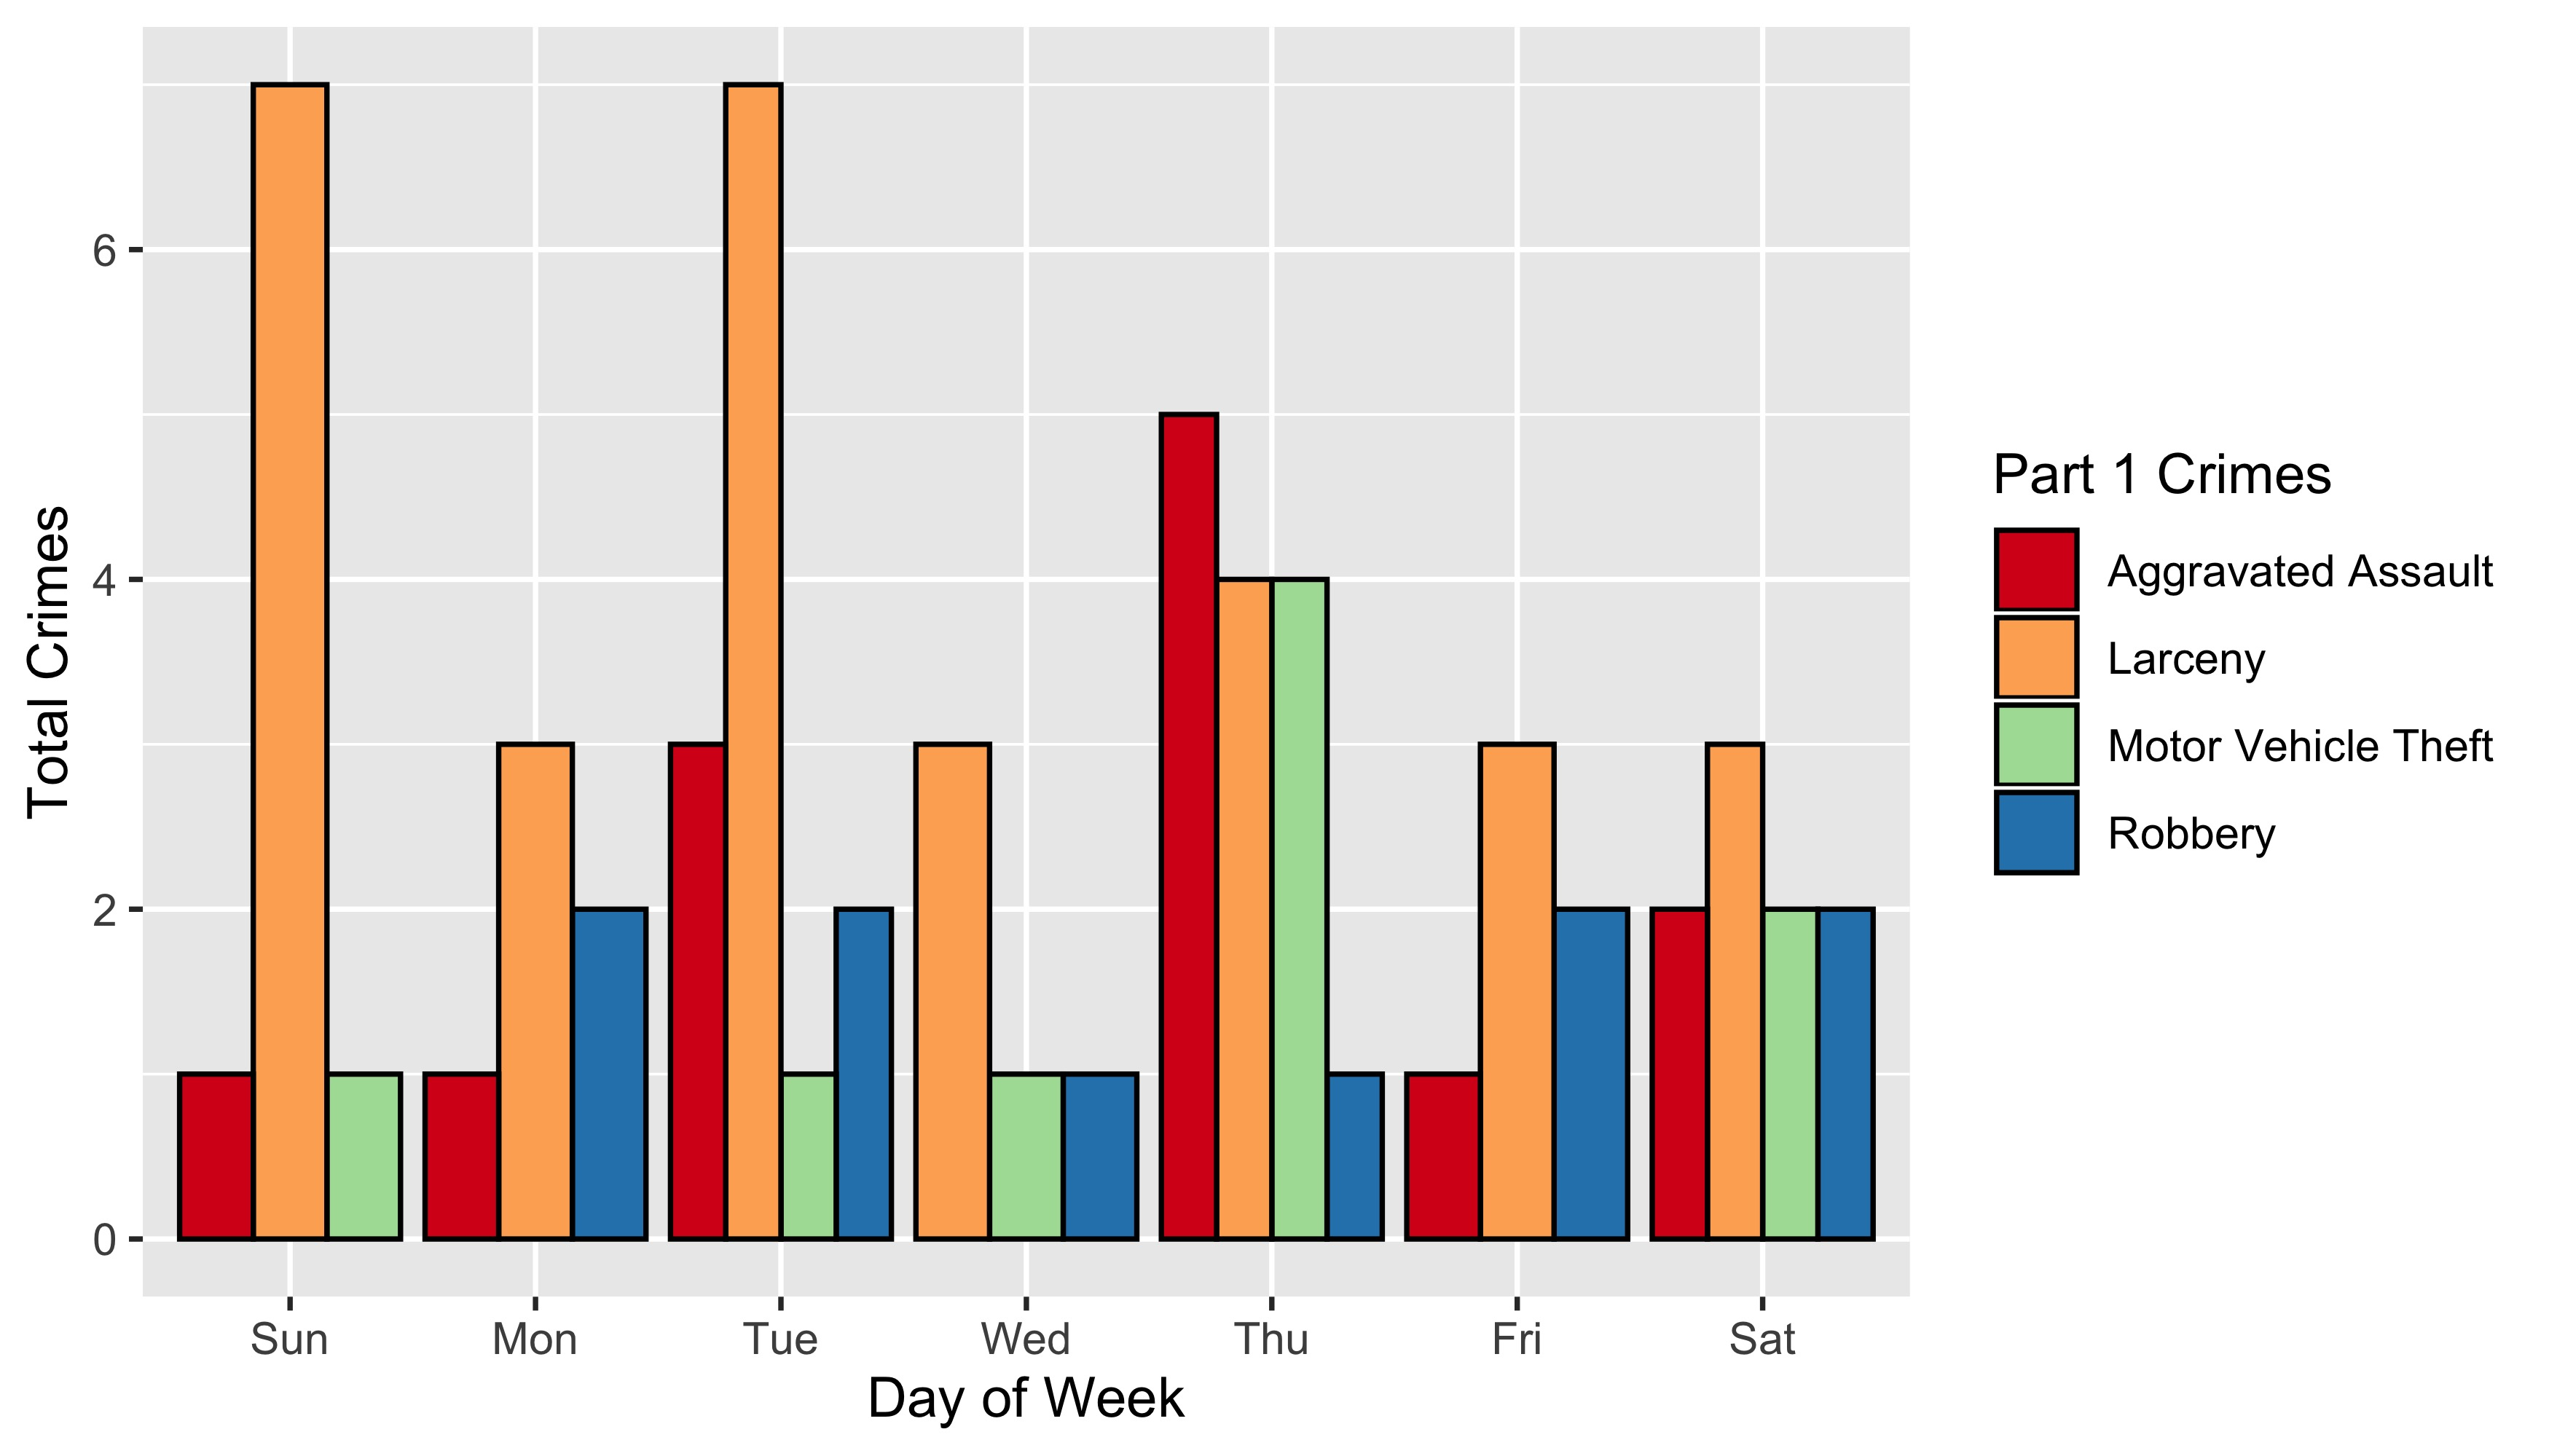 Total Crimes
6
4
2
0
Sun Mon Tue Wed Thu Fri Sat
Day of Week
Part 1 Crimes
Aggravated Assault
Larceny
Motor Vehicle Theft
Robbery